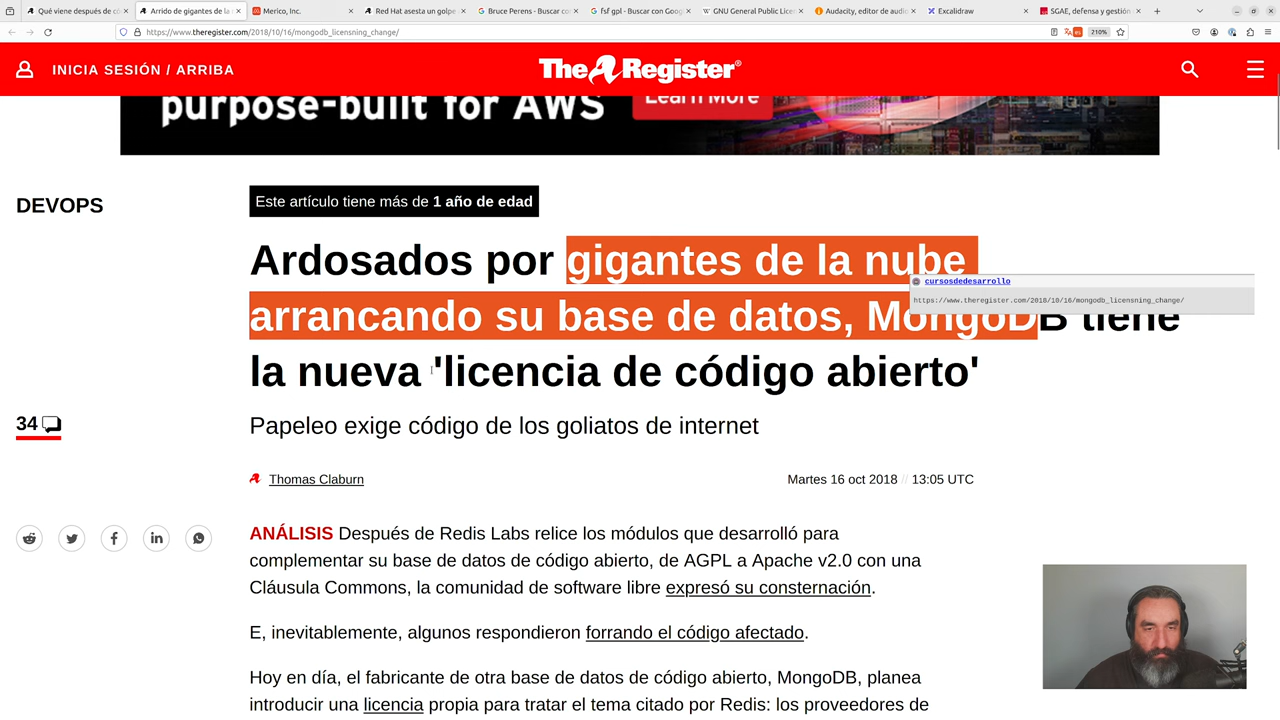 Qué viene después de có
Arrido de gigantes de la
Merico, Inc.
Red Hat asesta un golpe
Bruce Perens - Buscar con
fsf gpl - Buscar con Goog
GNU General Public Licen
Audacity, editor de audio
Excalidraw
SGAE, defensa y gestión
https://www.theregister.com/2018/10/16/mongodb_licensning_change/
210%
INICIA SESIÓN / ARRIBA
The Register®
purpose-built for AWS
Learn More
DEVOPS
Este artículo tiene más de 1 año de edad
Ardosados por gigantes de la nube
arrancando su base de datos, MongoDB tiene
la nueva 'licencia de código abierto'
cursosdedesarrollo
https://www.theregister.com/2018/10/16/mongodb_licensning_change/
34
Papeleo exige código de los goliatos de internet
Thomas Claburn
Martes 16 oct 2018 // 13:05 UTC
ANÁLISIS Después de Redis Labs relice los módulos que desarrolló para
complementar su base de datos de código abierto, de AGPL a Apache v2.0 con una
Cláusula Commons, la comunidad de software libre expresó su consternación.
E, inevitablemente, algunos respondieron forrando el código afectado.
Hoy en día, el fabricante de otra base de datos de código abierto, MongoDB, planea
introducir una licencia propia para tratar el tema citado por Redis: los proveedores de